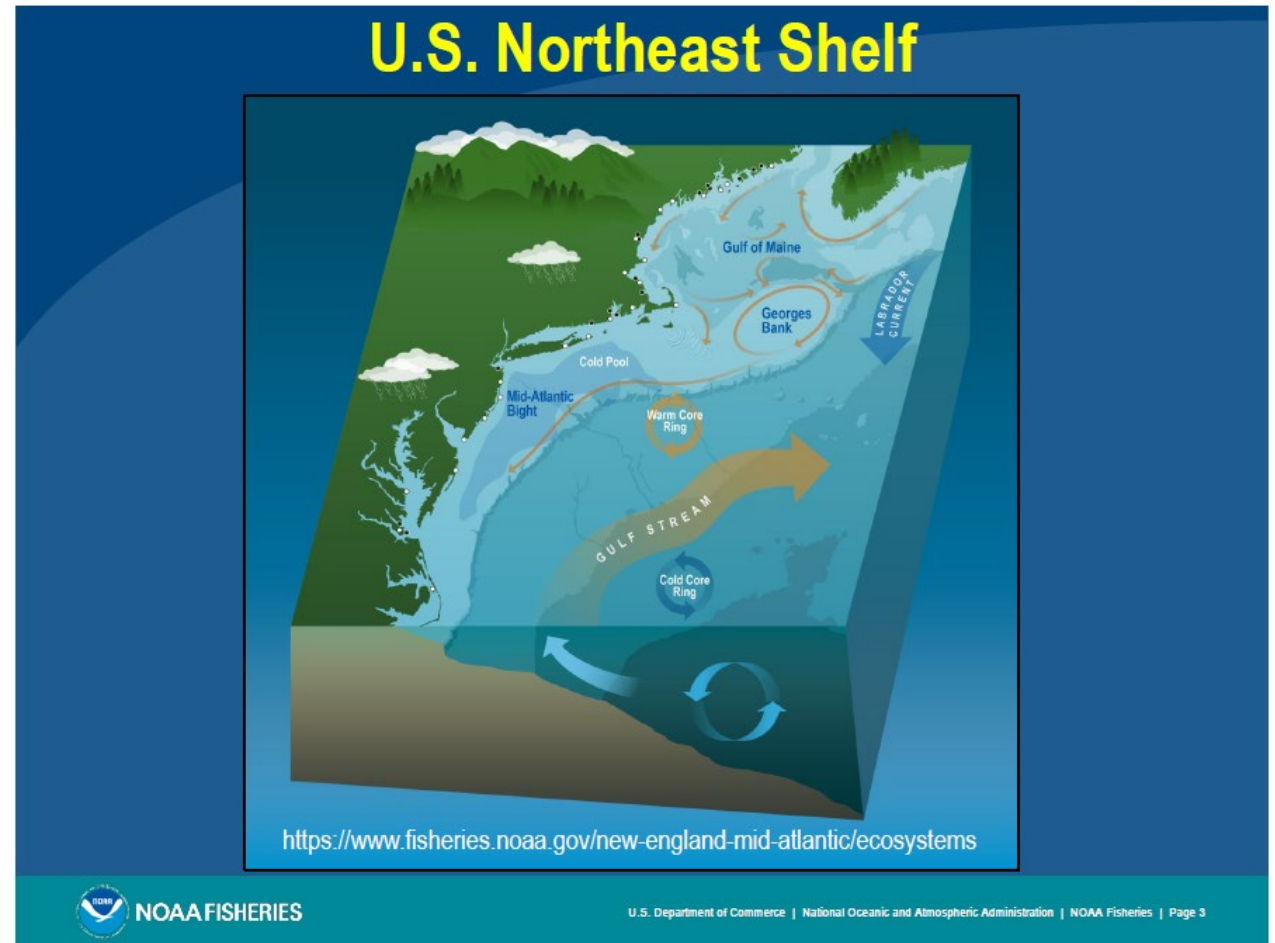 U.S. Northeast Shelf
Gulf of Maine
LABRADOR
CURRENT
Georges
Bank
Cold Pool
Mid-Atlantic
Bight
Warm Core
Ring
GULF STREAM
Cold Core
Ring
https://www.fisheries.noaa.gov/new-england-mid-atlantic/ecosystems
NOAA
NOAA FISHERIES
U.S. Department of Commerce | National Oceanic and Atmospheric Administration | NOAA Fisheries | Page 3